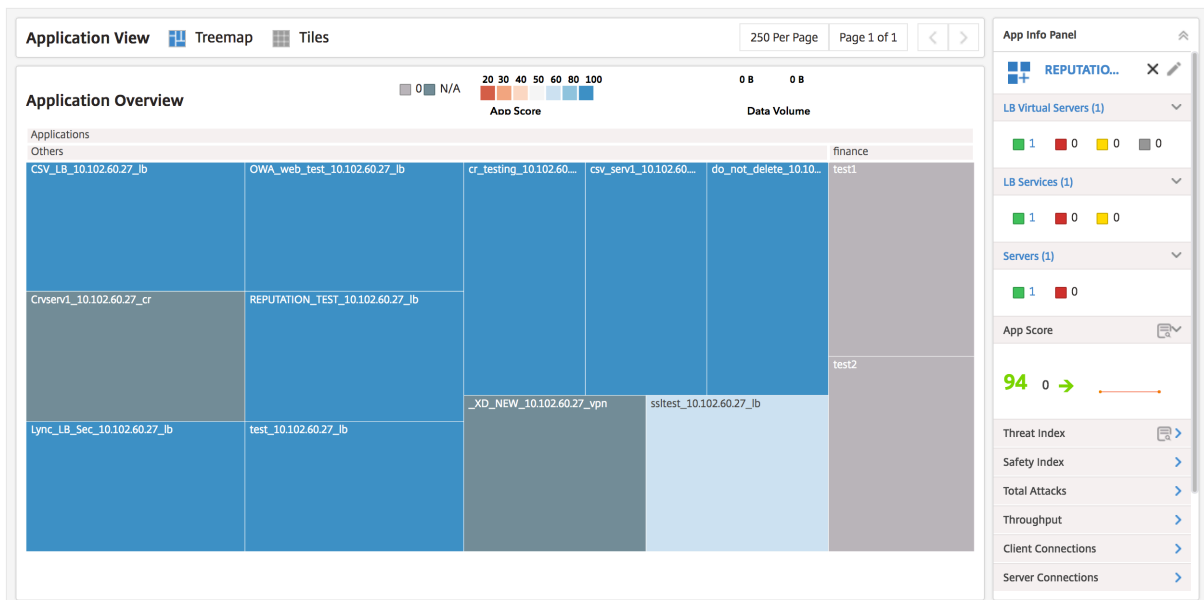 Application View Treemap Tiles
250 Per Page Page 1 of 1
Application Overview
0 N/A
20 30 40 50 60 80 100
App Score
0 B 0 B
Data Volume
Applications
Others finance
CSV_LB_10.102.60.27_lb
OWA_web_test_10.102.60.27_lb
cr_testing_10.102.60....
csv_serv1_10.102.60....
do_not_delete_10.10...
test1
Crvserv1_10.102.60.27_cr
REPUTATION_TEST_10.102.60.27_lb
test2
_XD_NEW_10.102.60.27_vpn
ssltest_10.102.60.27_lb
Lync_LB_Sec_10.102.60.27_lb
test_10.102.60.27_lb
App Info Panel
REPUTATIO...
LB Virtual Servers (1)
1 0 0 0
LB Services (1)
1 0 0
Servers (1)
1 0
App Score
94 0
Threat Index
Safety Index
Total Attacks
Throughput
Client Connections
Server Connections